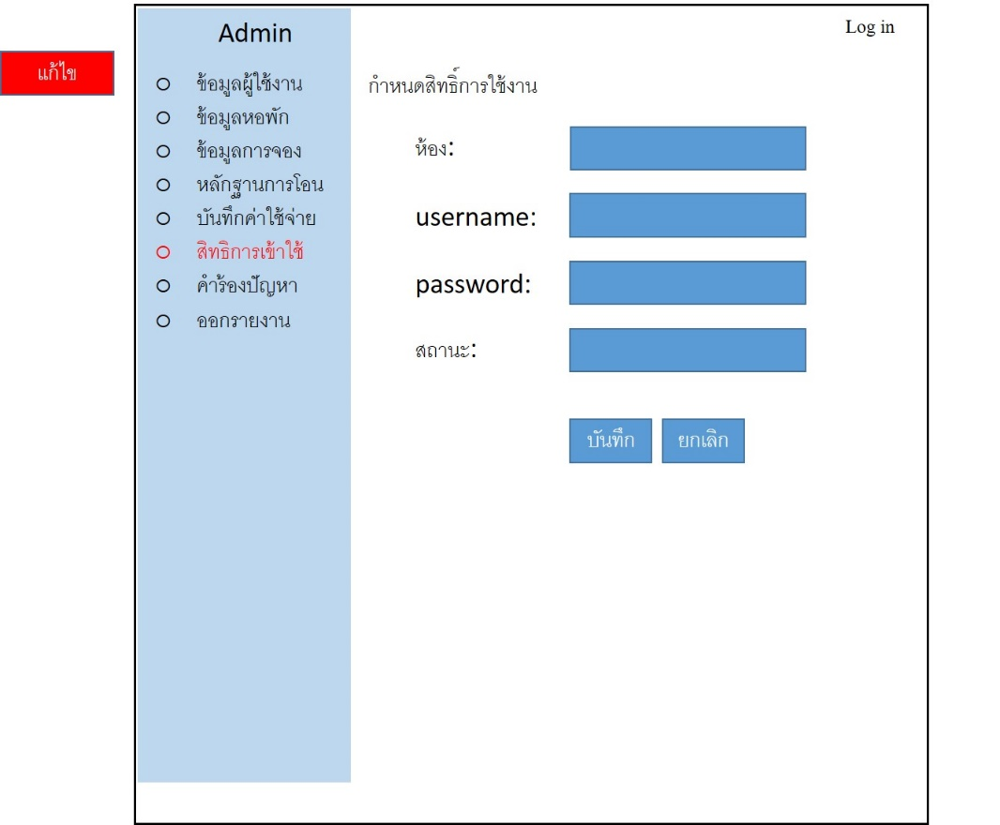 แก้ไข
Admin
ข้อมูลผู้ใช้งาน
ข้อมูลหอพัก
ข้อมูลการจอง
หลักฐานการโอน
บันทึกค่าใช้จ่าย
สิทธิการเข้าใช้
คำร้องปัญหา
ออกรายงาน
Log in
กำหนดสิทธิ์การใช้งาน
ห้อง:
username:
password:
สถานะ:
บันทึก ยกเลิก